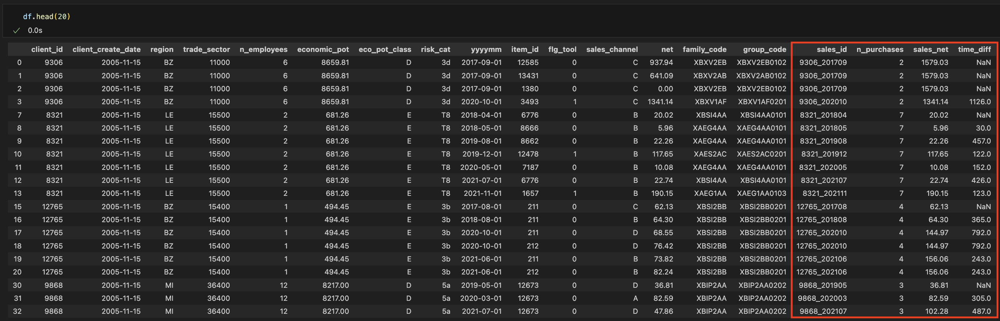 df.head(20)
0.0s
client_id client_create_date region trade_sector n_employees economic_pot eco_pot_class risk_cat yyyymm item_id flg_tool sales_channel net family_code group_code sales_id n_purchases sales_net time_diff
0 9306 2005-11-15 BZ 11000 6 8659.81 D 3d 2017-09-01 12585 0 C 937.94 XBXV2EB XBXV2EB0102 9306_201709 2 1579.03 NaN
1 9306 2005-11-15 BZ 11000 6 8659.81 D 3d 2017-09-01 13431 0 C 641.09 XBXV2AB XBXV2AB0102 9306_201709 2 1579.03 NaN
2 9306 2005-11-15 BZ 11000 6 8659.81 D 3d 2017-09-01 1380 0 C 0.00 XBXV2EB XBXV2EB0102 9306_201709 2 1579.03 NaN
3 9306 2005-11-15 BZ 11000 6 8659.81 D 3d 2020-10-01 3493 1 C 1341.14 XBXV1AF XBXV1AF0201 9306_202010 2 1341.14 1126.0
7 8321 2005-11-15 LE 15500 2 681.26 E T8 2018-04-01 6776 0 B 20.02 XBSI4AA XBSI4AA0101 8321_201804 7 20.02 NaN
8 8321 2005-11-15 LE 15500 2 681.26 E T8 2018-05-01 8666 0 B 5.96 XAEG4AA XAEG4AA0101 8321_201805 7 5.96 30.0
9 8321 2005-11-15 LE 15500 2 681.26 E T8 2019-08-01 8662 0 B 22.26 XAEG4AA XAEG4AA0101 8321_201908 7 22.26 457.0
10 8321 2005-11-15 LE 15500 2 681.26 E T8 2019-12-01 12478 1 B 117.65 XAES2AC XAES2AC0201 8321_201912 7 117.65 122.0
11 8321 2005-11-15 LE 15500 2 681.26 E T8 2020-05-01 7187 0 B 10.08 XAEG4AA XAEG4AA0101 8321_202005 7 10.08 152.0
12 8321 2005-11-15 LE 15500 2 681.26 E T8 2021-07-01 6776 0 B 22.74 XBSI4AA XBSI4AA0101 8321_202107 7 22.74 426.0
13 8321 2005-11-15 LE 15500 2 681.26 E T8 2021-11-01 1657 1 B 190.15 XAEG1AA XAEG1AA0103 8321_202111 7 190.15 123.0
15 12765 2005-11-15 BZ 15400 1 494.45 E 3b 2017-08-01 211 0 C 62.13 XBSI2BB XBSI2BB0201 12765_201708 4 62.13 NaN
16 12765 2005-11-15 BZ 15400 1 494.45 E 3b 2018-08-01 211 0 B 64.30 XBSI2BB XBSI2BB0201 12765_201808 4 64.30 365.0
17 12765 2005-11-15 BZ 15400 1 494.45 E 3b 2020-10-01 211 0 D 68.55 XBSI2BB XBSI2BB0201 12765_202010 4 144.97 792.0
18 12765 2005-11-15 BZ 15400 1 494.45 E 3b 2020-10-01 212 0 D 76.42 XBSI2BB XBSI2BB0201 12765_202010 4 144.97 792.0
19 12765 2005-11-15 BZ 15400 1 494.45 E 3b 2021-06-01 211 0 B 73.82 XBSI2BB XBSI2BB0201 12765_202106 4 156.06 243.0
20 12765 2005-11-15 BZ 15400 1 494.45 E 3b 2021-06-01 212 0 B 82.24 XBSI2BB XBSI2BB0201 12765_202106 4 156.06 243.0
30 9868 2005-11-15 MI 36400 12 8217.00 D 5a 2019-05-01 12673 0 D 36.81 XBIP2AA XBIP2AA0202 9868_201905 3 36.81 NaN
31 9868 2005-11-15 MI 36400 12 8217.00 D 5a 2020-03-01 12673 0 A 82.59 XBIP2AA XBIP2AA0202 9868_202003 3 82.59 305.0
32 9868 2005-11-15 MI 36400 12 8217.00 D 5a 2021-07-01 12673 0 D 47.86 XBIP2AA XBIP2AA0202 9868_202107 3 102.28 487.0